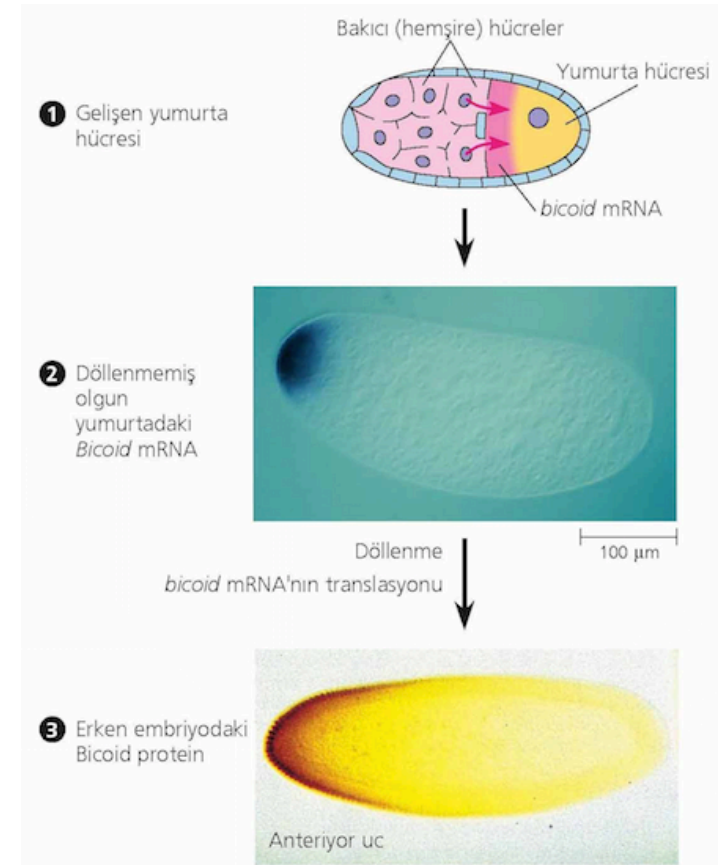 Bakıcı (hemşire) hücreler
Yumurta hücresi
1 Gelişen yumurta
hücresi
bicoid mRNA
2 Döllenmemiş
olgun
yumurtadaki
Bicoid mRNA
100 µm
Döllenme
bicoid mRNA'nın translasyonu
3 Erken embriyodaki
Bicoid protein
Anteriyor uc